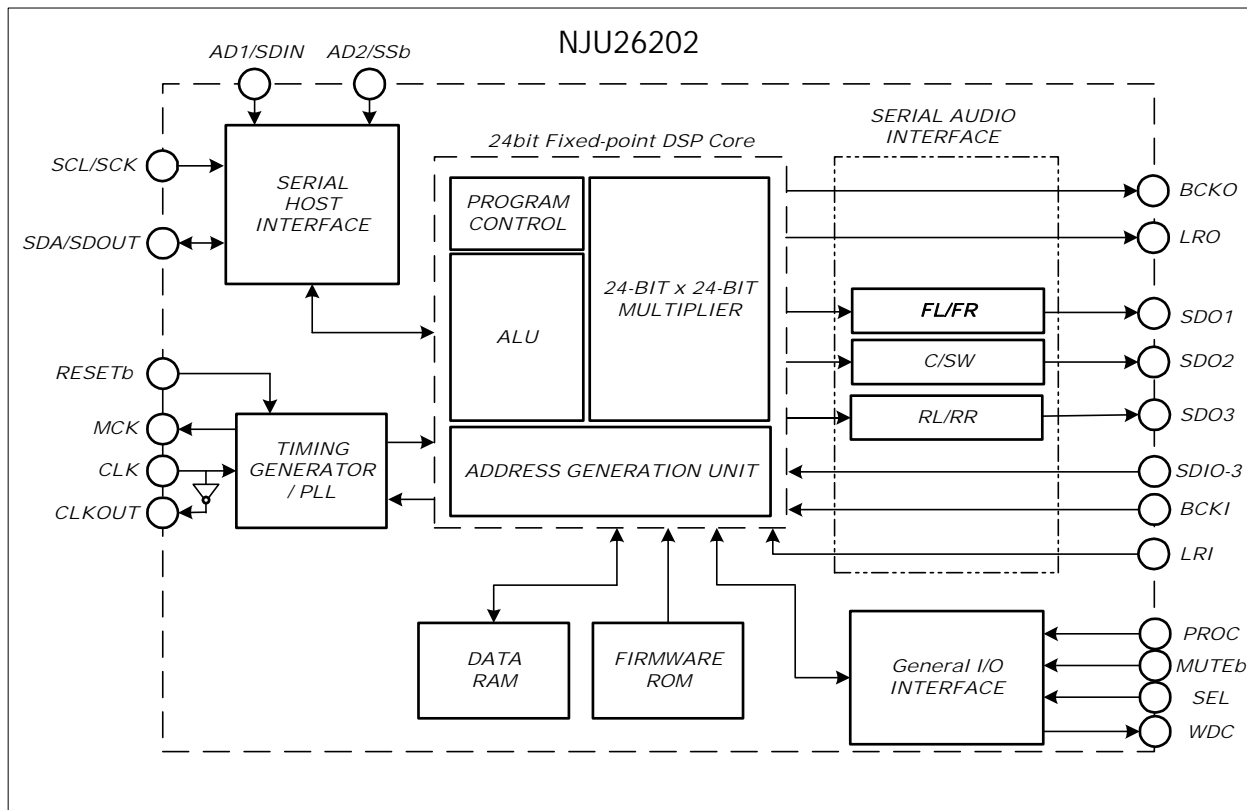 NJU26202
AD1/SDIN
AD2/SSb
SERIAL AUDIO
INTERFACE
24bit Fixed-point DSP Core
SCL/SCK
SDA/SDOUT
SERIAL
HOST
INTERFACE
PROGRAM
CONTROL
24-BIT x 24-BIT
MULTIPLIER
ALU
ADDRESS GENERATION UNIT
BCKO
LRO
FL/FR
SDO1
C/SW
SDO2
RL/RR
SDO3
SDIO-3
BCKI
LRI
RESETb
MCK
CLK
CLKOUT
TIMING
GENERATOR
/ PLL
DATA
RAM
FIRMWARE
ROM
General I/O
INTERFACE
PROC
MUTEb
SEL
WDC